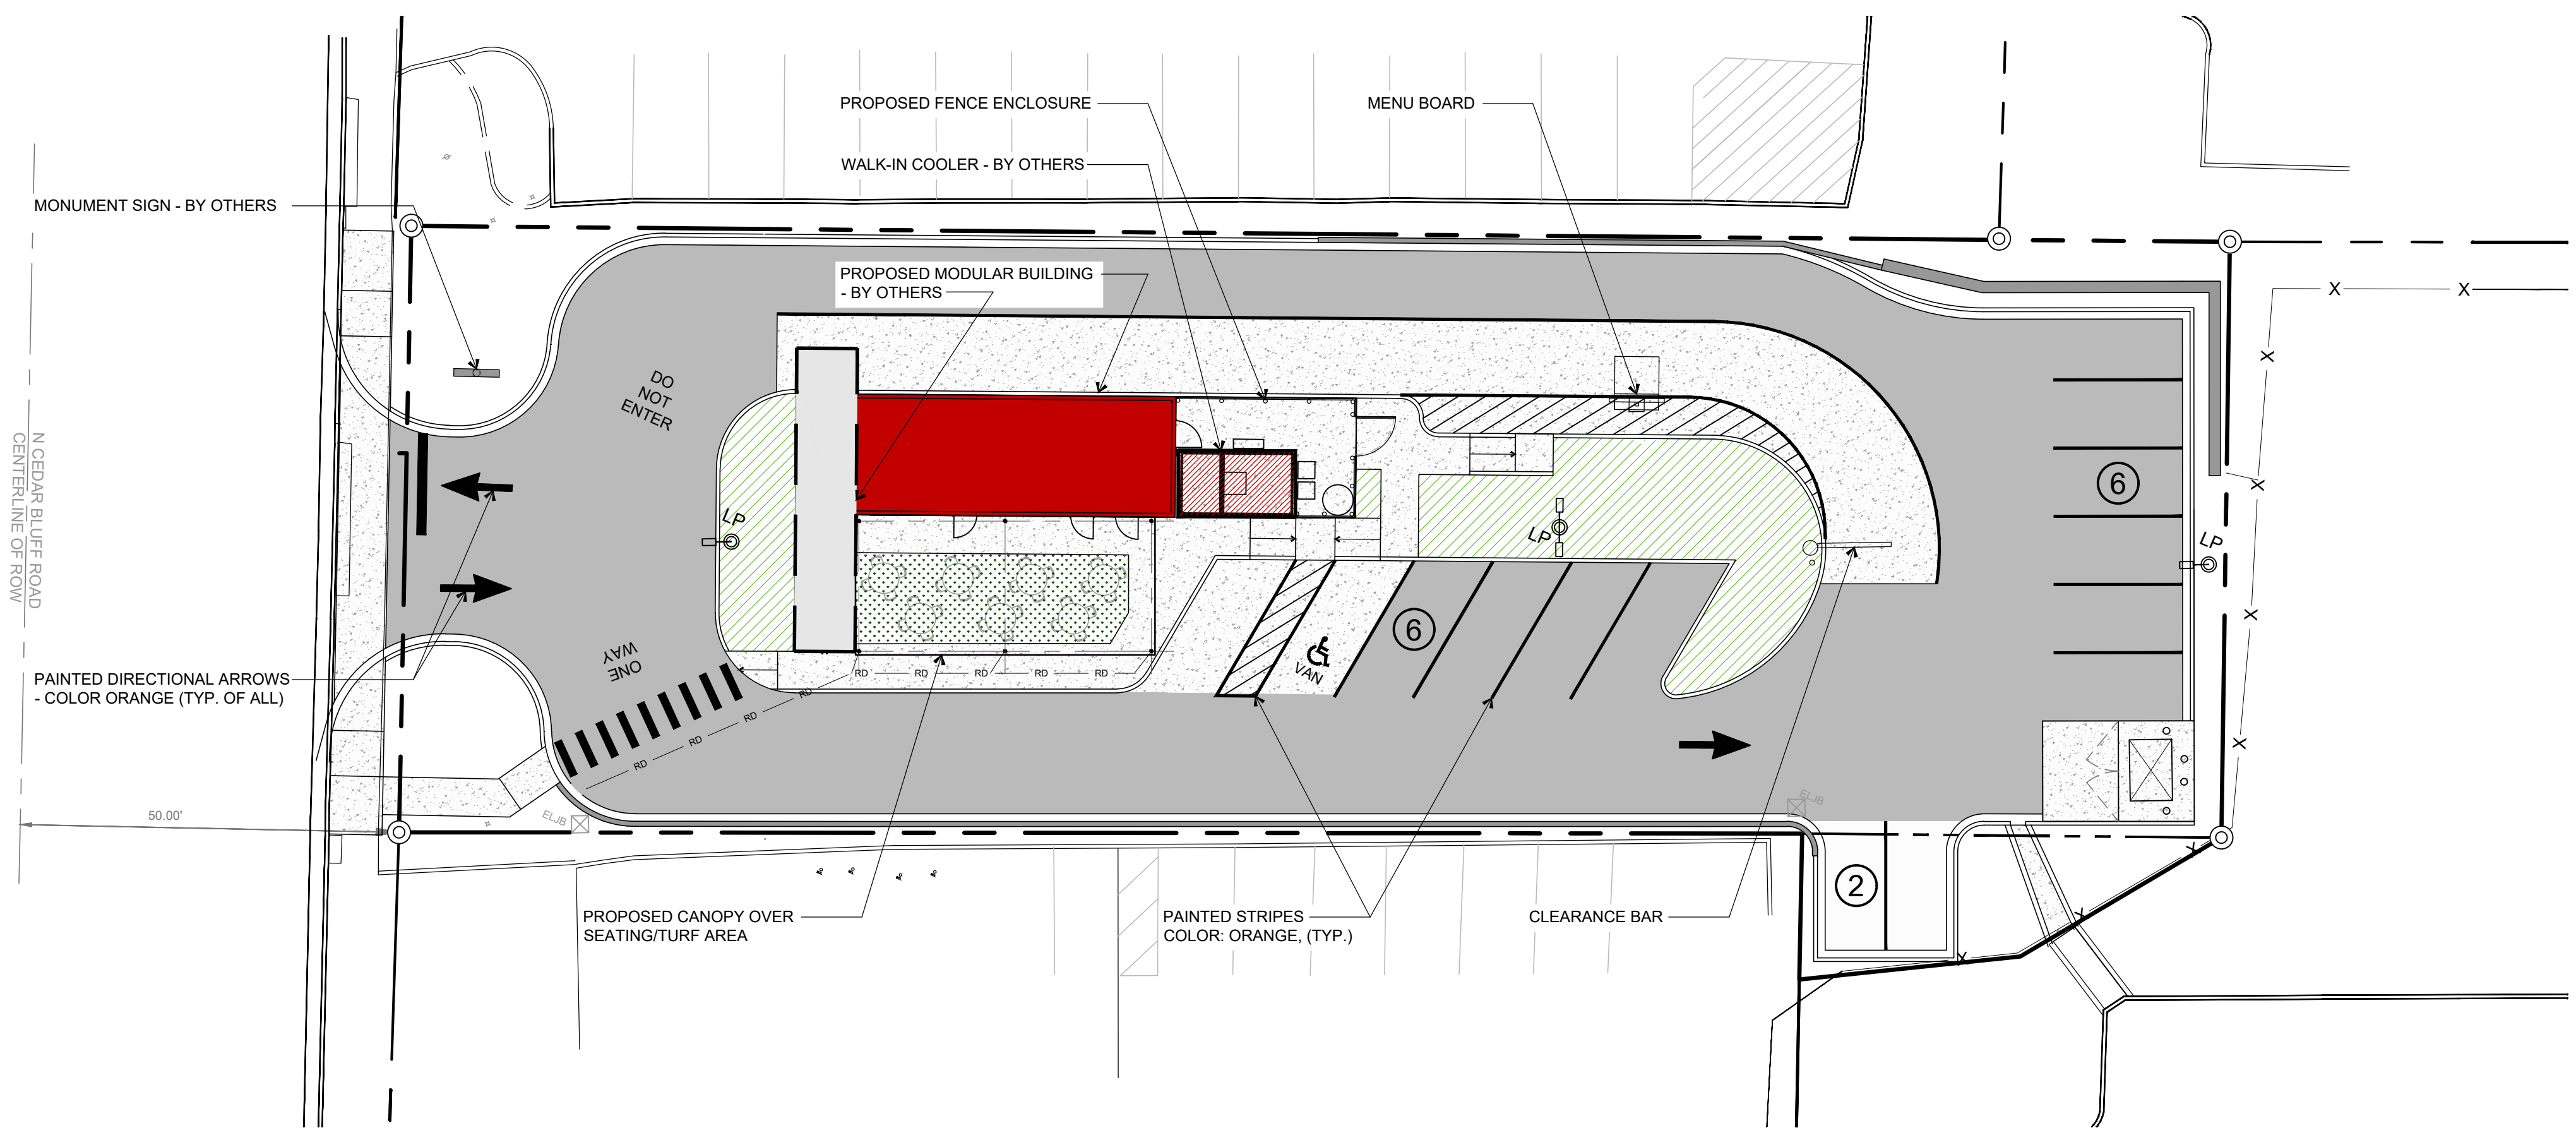 PROPOSED FENCE ENCLOSURE
MENU BOARD
WALK-IN COOLER - BY OTHERS
MONUMENT SIGN - BY OTHERS
PROPOSED MODULAR BUILDING
- BY OTHERS
X
X
X
DO
NOT
ENTER
N CEDAR BLUFF ROAD
CENTERLINE OF ROW
6
X
LP
LP
LP
X
6
VAN
ONE
WAY
PAINTED DIRECTIONAL ARROWS
- COLOR ORANGE (TYP. OF ALL)
RD
RD
RD
RD
RD
RD
RD
RD
RD
X
50.00'
ELJB
ELJB
X
2
X
X
PROPOSED CANOPY OVER
SEATING/TURF AREA
PAINTED STRIPES
COLOR: ORANGE, (TYP.)
CLEARANCE BAR